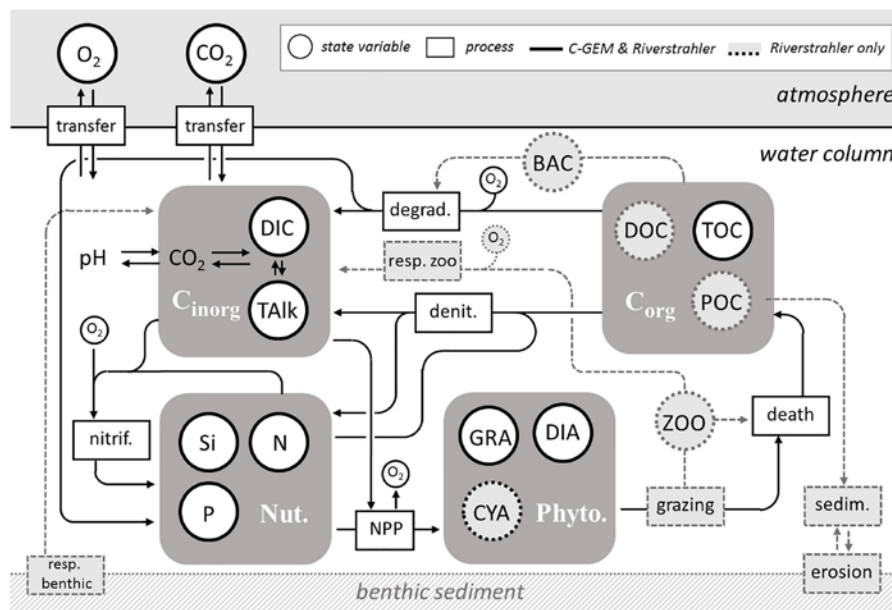 O2
CO2
state variable
process
C-GEM & Riverstrahler
Riverstrahler only
atmosphere
transfer
transfer
water column
BAC
O2
degrad.
DIC
DOC
TOC
pH
CO2
O2
resp. zoo
TAlk
Cinorg
POC
Corg
denit.
O2
nitrif.
Si
N
P
Nut.
O2
NPP
GRA
DIA
CYA
Phyto.
ZOO
death
grazing
sedim.
erosion
resp.
benthic
benthic sediment